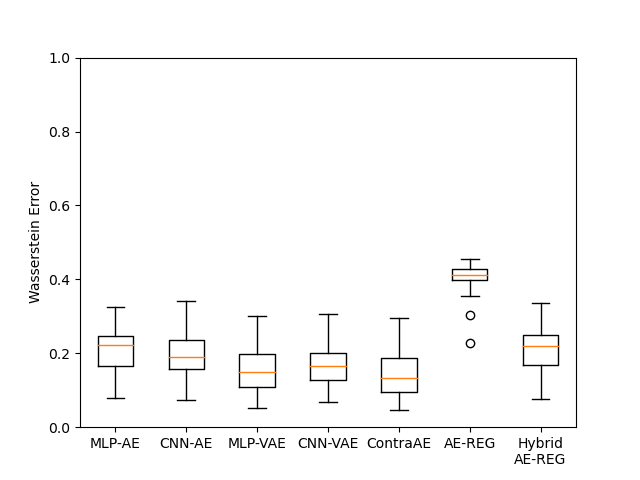 1.0
0.8
0.6
0.4
0.2
0.0
Wasserstein Error
MLP-AE CNN-AE MLP-VAE CNN-VAE ContraAE AE-REG Hybrid
AE-REG